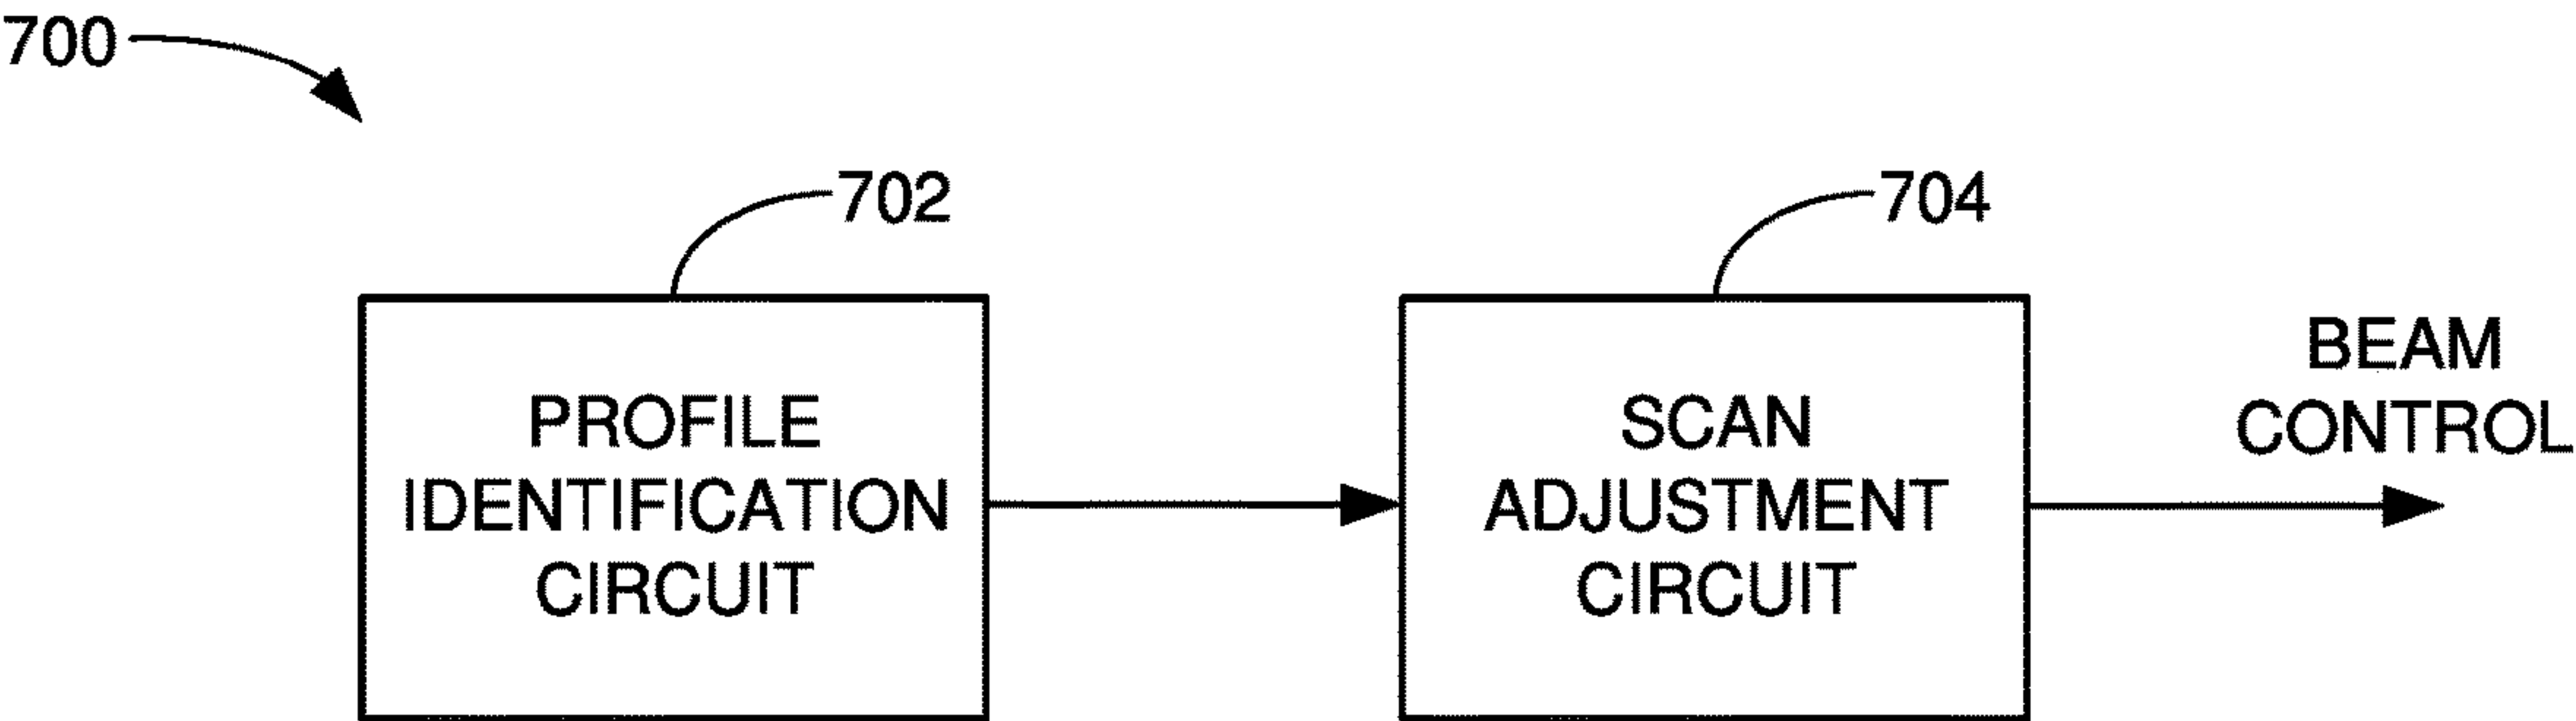 700
702
704
PROFILE
IDENTIFICATION
CIRCUIT
SCAN
ADJUSTMENT
CIRCUIT
BEAM
CONTROL